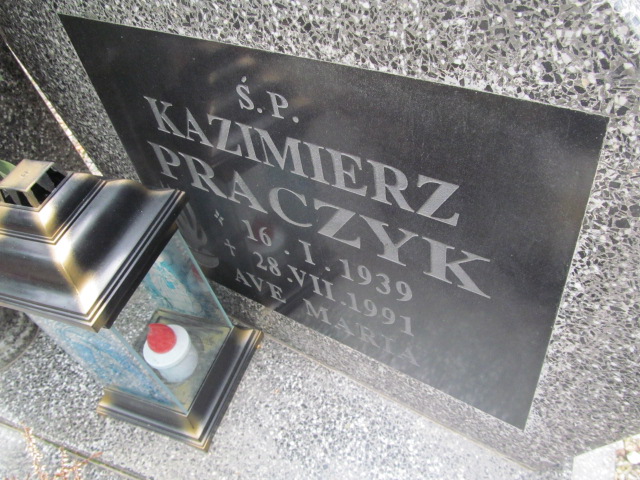 Ś.P.
KAZIMIERZ
PRACZYK
* 16.I.1939
+ 28.VII.1991
AVE MARIA